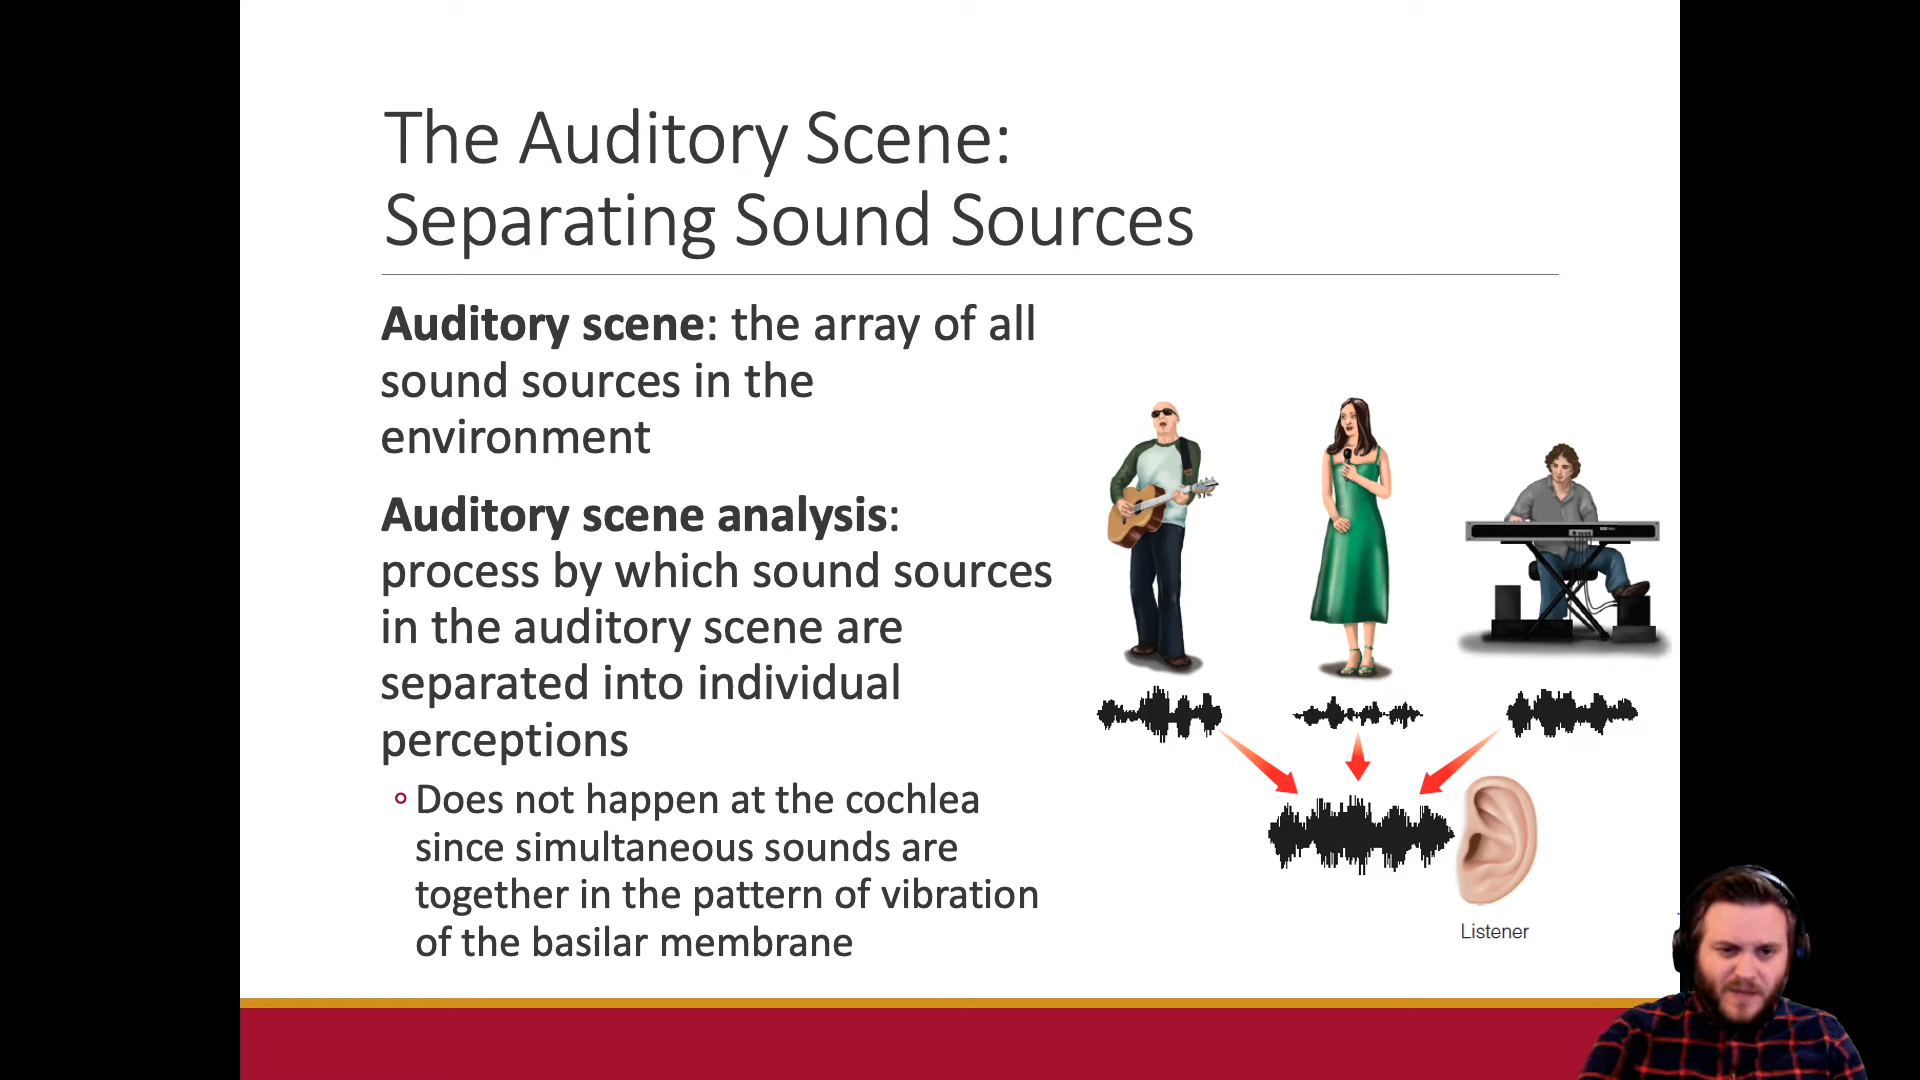 The Auditory Scene:
Separating Sound Sources
Auditory scene: the array of all
sound sources in the
environment
Auditory scene analysis:
process by which sound sources
in the auditory scene are
separated into individual
perceptions
Does not happen at the cochlea
since simultaneous sounds are
together in the pattern of vibration
of the basilar membrane
Listener